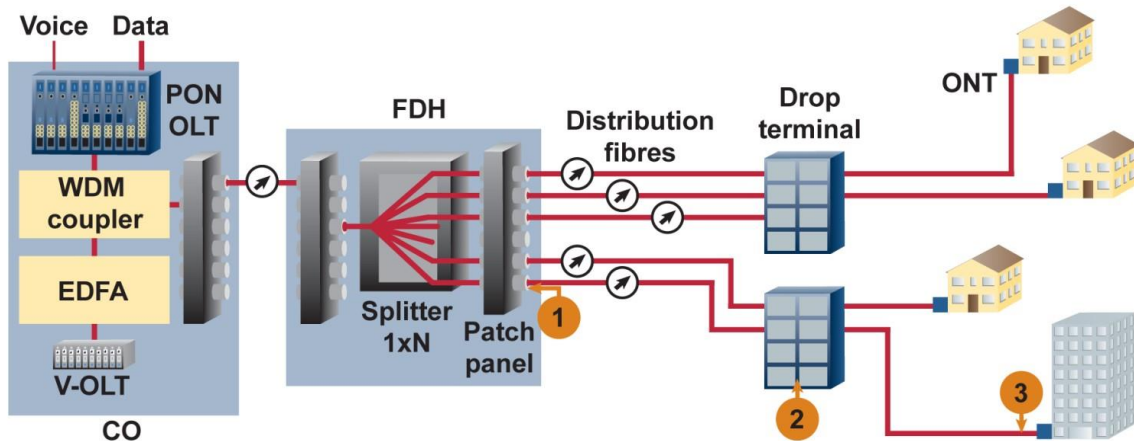 Voice
Data
PON
OLT
WDM
coupler
EDFA
V-OLT
CO
FDH
Splitter
1xN
Patch
panel
Distribution
fibres
Drop
terminal
ONT
1
2
3